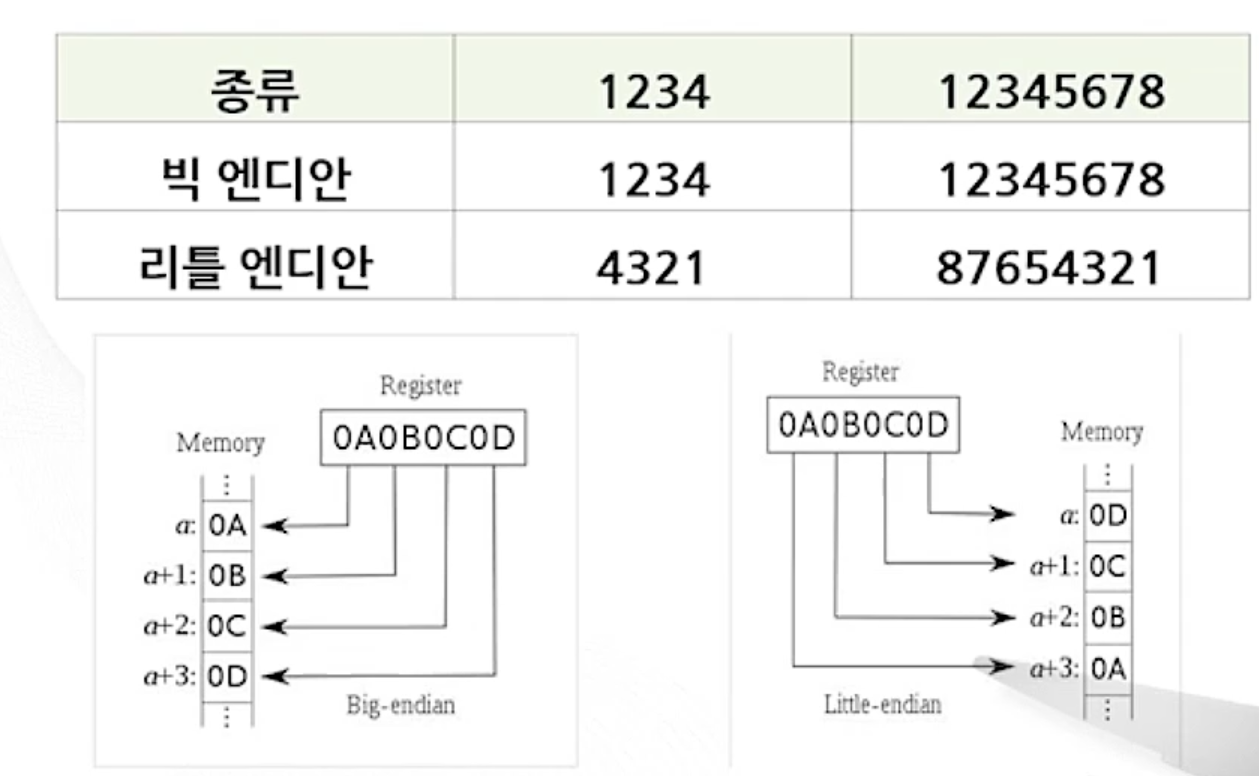 종류 1234 12345678
빅 엔디안 1234 12345678
리틀 엔디안 4321 87654321
Register
0A0B0C0D
Memory
⋮
a: 0A
a+1: 0B
a+2: 0C
a+3: 0D
⋮
Big-endian
Register
0A0B0C0D
Memory
⋮
a: 0D
a+1: 0C
a+2: 0B
a+3: 0A
⋮
Little-endian